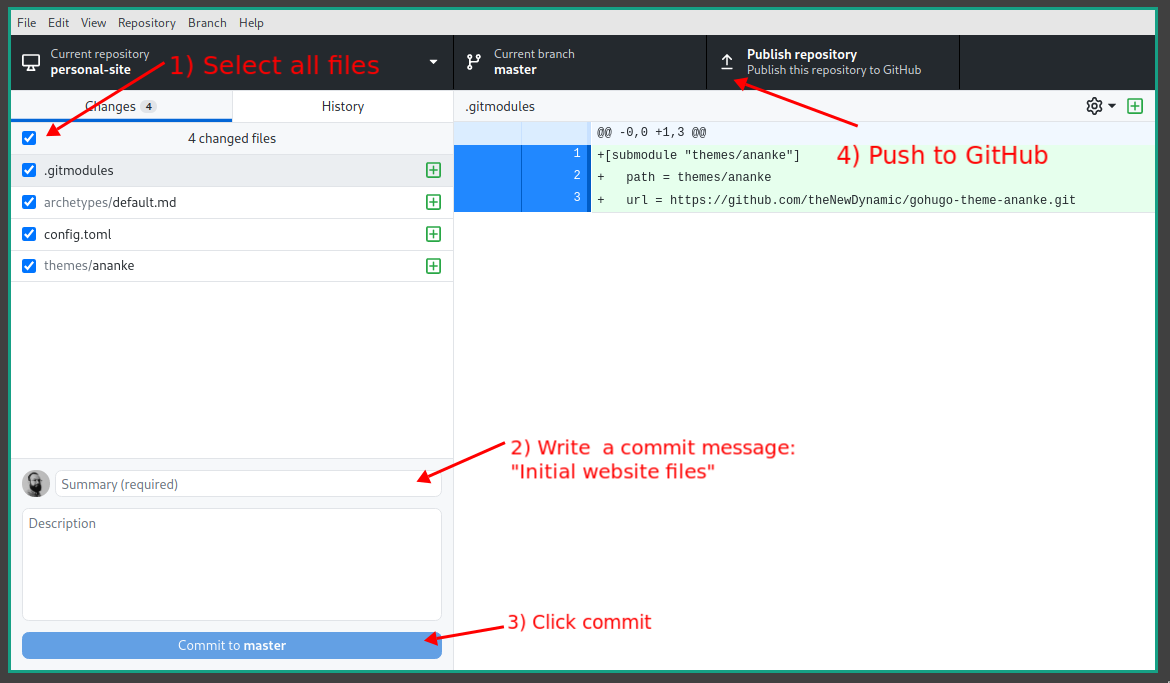 File Edit View Repository Branch Help
Current repository
personal-site
1) Select all files
Current branch
master
Publish repository
Publish this repository to GitHub
Changes 4
History
.gitmodules
4 changed files
@@ -0,0 +1,3 @@
.gitmodules
archetypes/default.md
config.toml
themes/ananke
1 +[submodule "themes/ananke"]
2 + path = themes/ananke
3 + url = https://github.com/theNewDynamic/gohugo-theme-ananke.git
4) Push to GitHub
2) Write a commit message:
"Initial website files"
Summary (required)
Description
3) Click commit
Commit to master